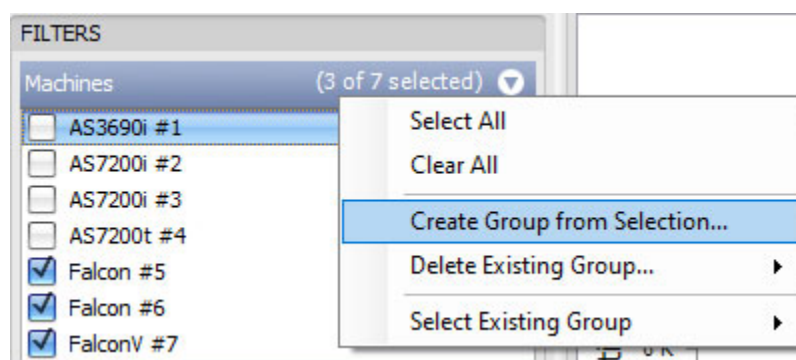 FILTERS
Machines (3 of 7 selected)
AS3690i #1
AS7200i #2
AS7200i #3
AS7200t #4
Falcon #5
Falcon #6
FalconV #7
Select All
Clear All
Create Group from Selection...
Delete Existing Group...
Select Existing Group